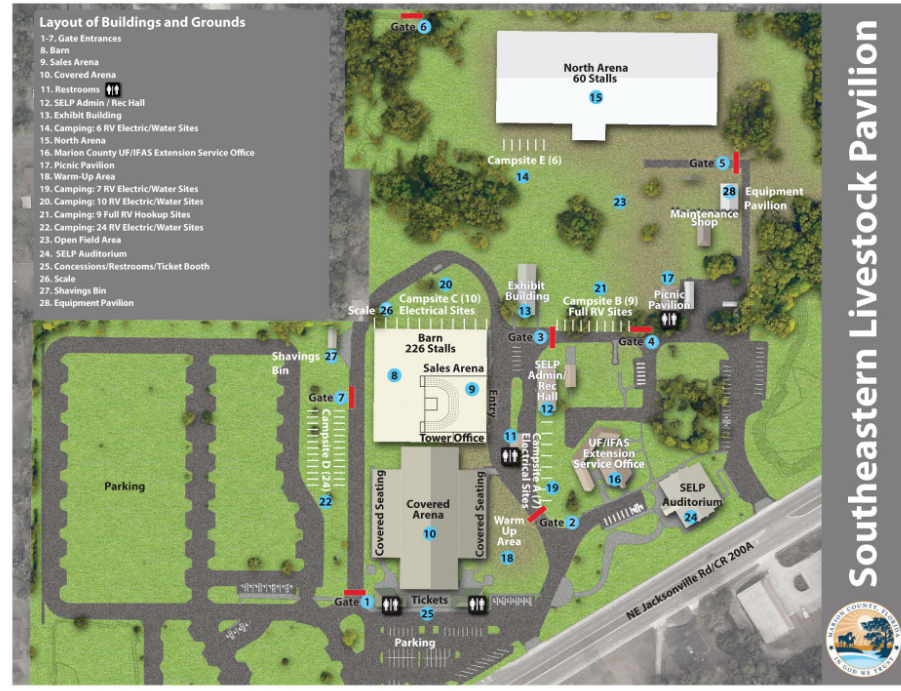 Layout of Buildings and Grounds
1-7. Gate Entrances
8. Barn
9. Sales Arena
10. Covered Arena
11. Restrooms
12. SELP Admin / Rec Hall
13. Exhibit Building
14. Camping: 6 RV Electric/Water Sites
15. North Arena
16. Marion County UF/IFAS Extension Service Office
17. Picnic Pavilion
18. Warm-Up Area
19. Camping: 7 RV Electric/Water Sites
20. Camping: 10 RV Electric/Water Sites
21. Camping: 9 Full RV Hookup Sites
22. Camping: 24 RV Electric/Water Sites
23. Open Field Area
24. SELP Auditorium
25. Concessions/Restrooms/Ticket Booth
26. Scale
27. Shavings Bin
28. Equipment Pavilion
Gate 6
North Arena
60 Stalls
15
Campsite E (6)
14
Gate 5
23
28 Equipment
Pavilion
Maintenance
Shop
20
Campsite C (10)
Electrical Sites
Scale 26
Exhibit
Building
13
21
Campsite B (9)
Full RV Sites
17
Picnic
Pavilion
Gate 3
Gate 4
Shavings
Bin
27
Barn
226 Stalls
8
Sales Arena
9
Tower Office
Entry
SELP
Admin/
Rec
Hall
12
Gate 7
Campsite D (24)
22
Parking
11
Campsite A (7)
Electrical Sites
19
UF/IFAS
Extension
Service Office
16
SELP
Auditorium
24
Covered Seating
Covered
Arena
10
Covered Seating
Warm
Up
Area
18
Gate 2
NE Jacksonville Rd/CR 200A
Gate 1
Tickets
25
Parking
Southeastern Livestock Pavilion
MARION COUNTY, FLORIDA
IN GOD WE TRUST